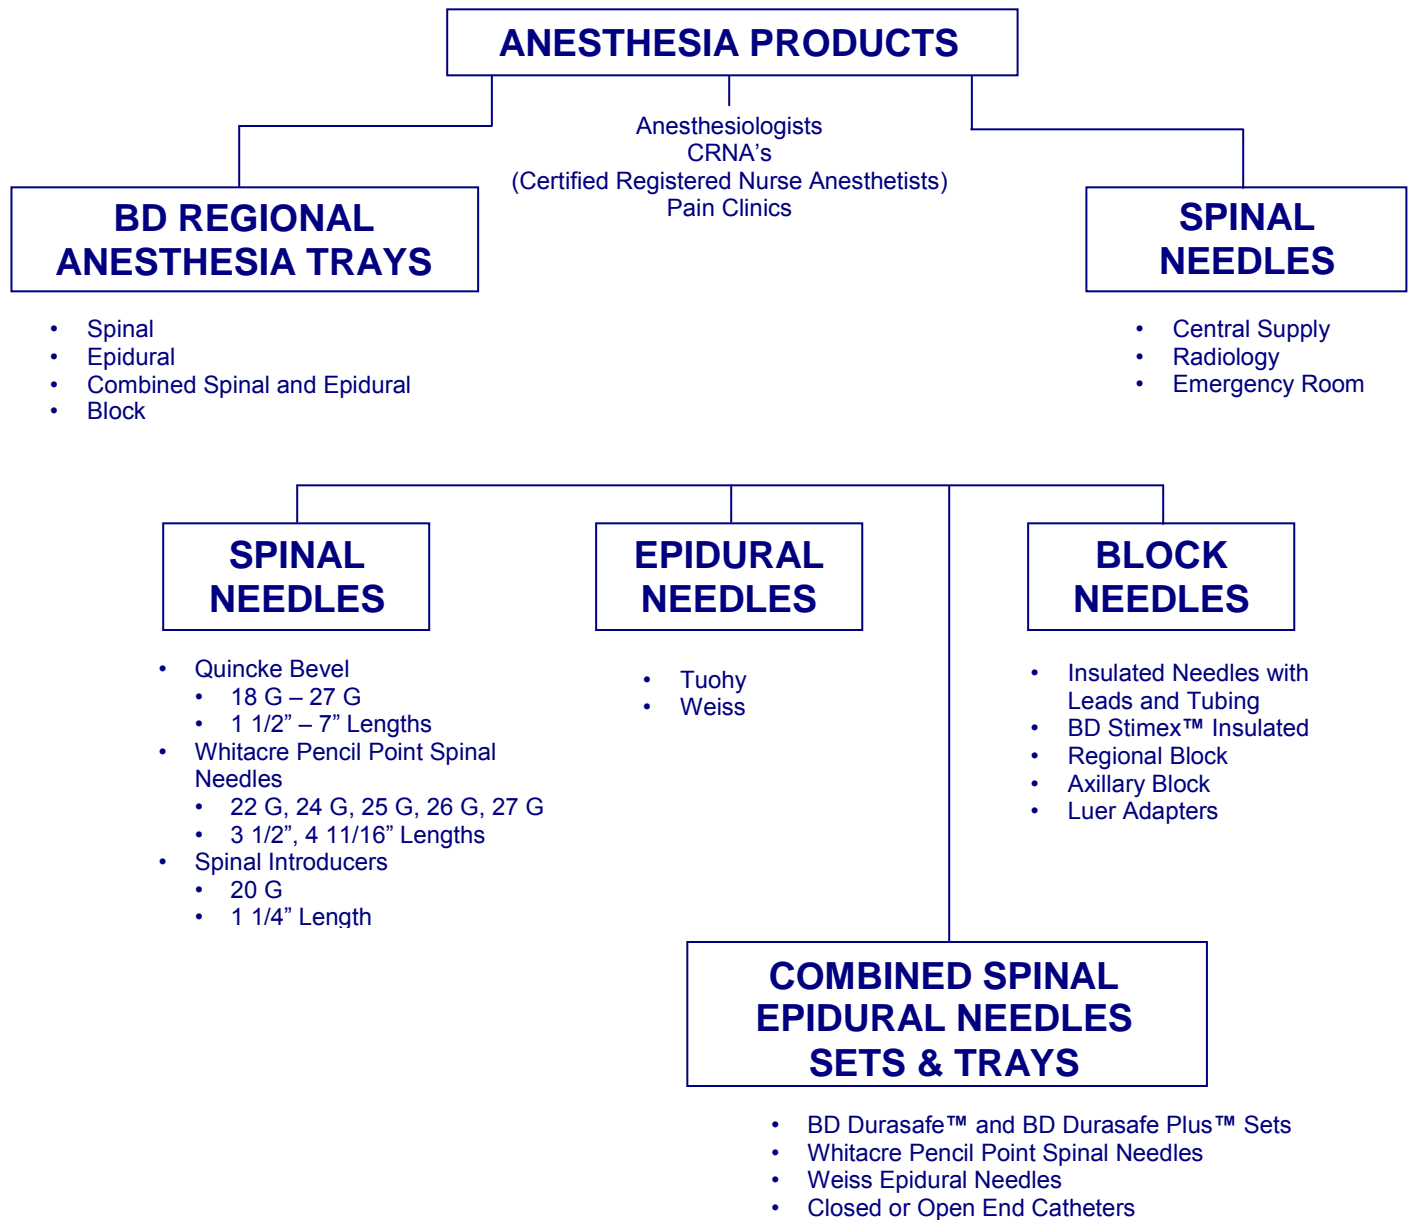 ANESTHESIA PRODUCTS
Anesthesiologists
CRNA's
(Certified Registered Nurse Anesthetists)
Pain Clinics
BD REGIONAL
ANESTHESIA TRAYS
• Spinal
• Epidural
• Combined Spinal and Epidural
• Block
SPINAL
NEEDLES
• Central Supply
• Radiology
• Emergency Room
SPINAL
NEEDLES
• Quincke Bevel
• 18 G – 27 G
• 1 1/2” – 7” Lengths
• Whitacre Pencil Point Spinal
Needles
• 22 G, 24 G, 25 G, 26 G, 27 G
• 3 1/2”, 4 11/16” Lengths
• Spinal Introducers
• 20 G
• 1 1/4” Length
EPIDURAL
NEEDLES
• Tuohy
• Weiss
BLOCK
NEEDLES
• Insulated Needles with
Leads and Tubing
• BD Stimex™ Insulated
• Regional Block
• Axillary Block
• Luer Adapters
COMBINED SPINAL
EPIDURAL NEEDLES
SETS & TRAYS
• BD Durasafe™ and BD Durasafe Plus™ Sets
• Whitacre Pencil Point Spinal Needles
• Weiss Epidural Needles
• Closed or Open End Catheters